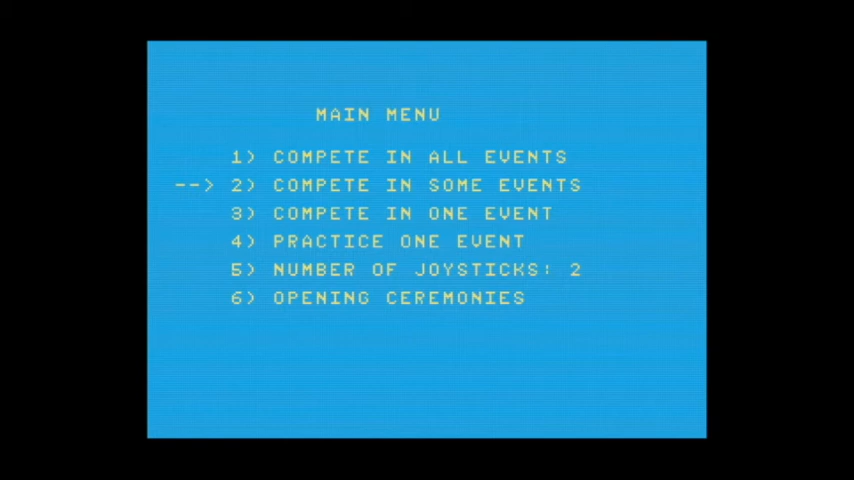 MAIN MENU
1) COMPETE IN ALL EVENTS
--> 2) COMPETE IN SOME EVENTS
3) COMPETE IN ONE EVENT
4) PRACTICE ONE EVENT
5) NUMBER OF JOYSTICKS: 2
6) OPENING CEREMONIES